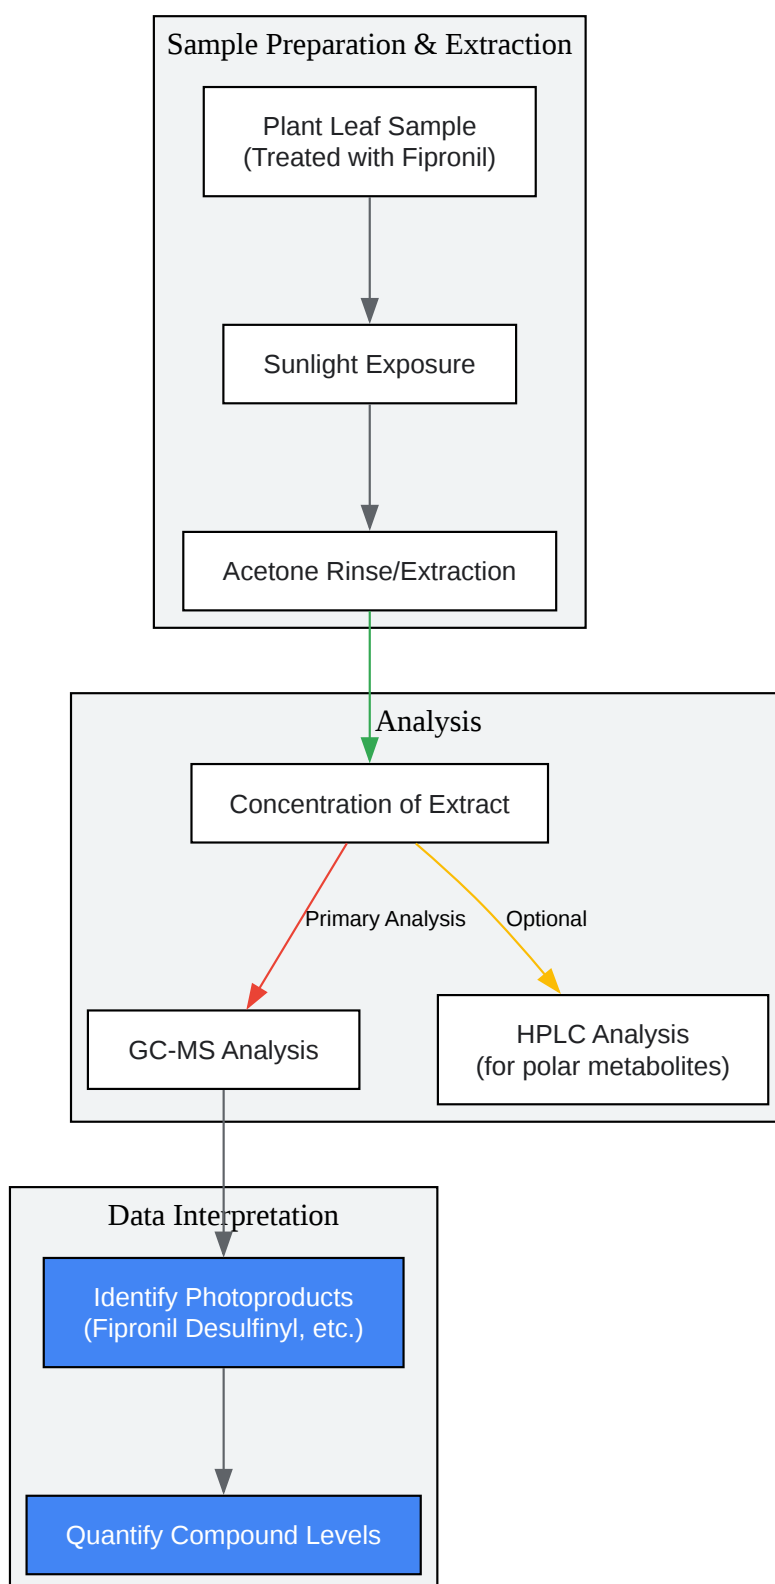 Sample Preparation & Extraction
Plant Leaf Sample
(Treated with Fipronil)
Sunlight Exposure
Acetone Rinse/Extraction
Analysis
Concentration of Extract
Primary Analysis
Optional
GC-MS Analysis
HPLC Analysis
(for polar metabolites)
Data Interpretation
Identify Photoproducts
(Fipronil Desulfinyl, etc.)
Quantify Compound Levels